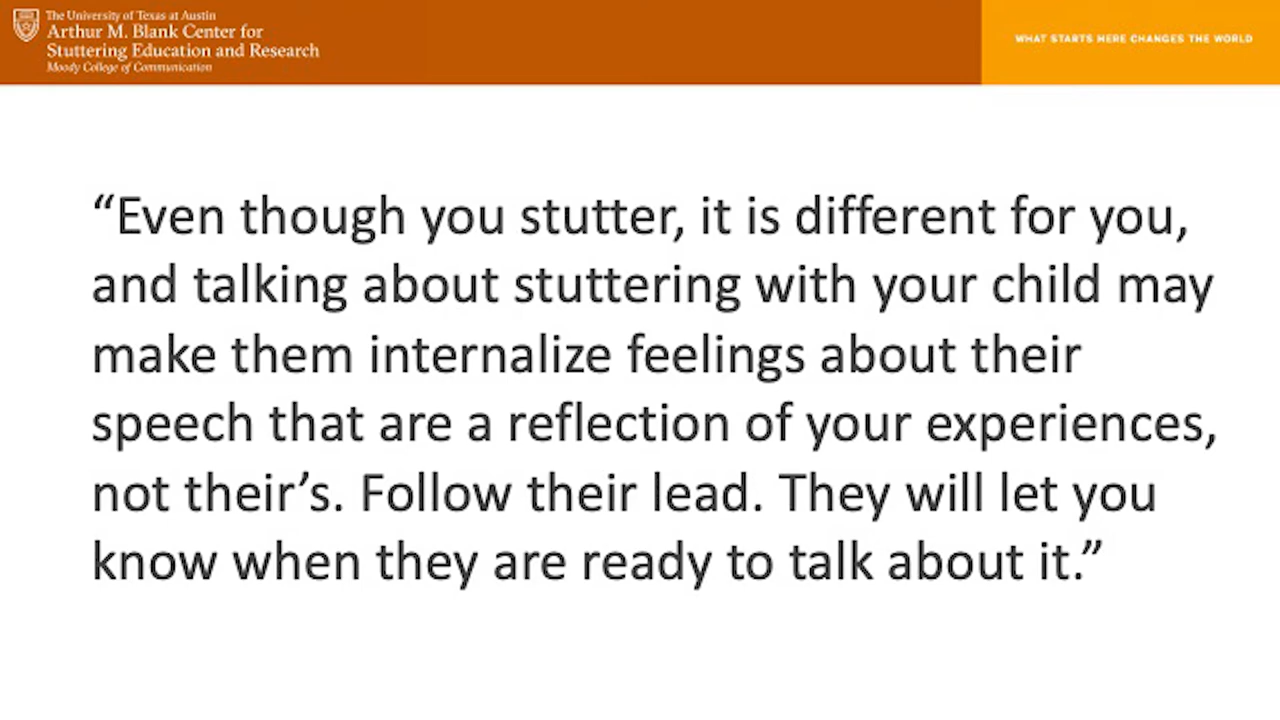 The University of Texas at Austin
Arthur M. Blank Center for
Stuttering Education and Research
Moody College of Communication
WHAT STARTS HERE CHANGES THE WORLD
“Even though you stutter, it is different for you,
and talking about stuttering with your child may
make them internalize feelings about their
speech that are a reflection of your experiences,
not their’s. Follow their lead. They will let you
know when they are ready to talk about it.”